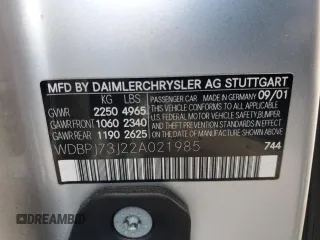 MFD BY DAIMLERCHRYSLER AG STUTTGART
KG LBS MADE IN GERMANY 09/01
GVWR 2250 4965 PASSENGER CAR
GAWR FRONT 1060 2340 THIS VEHICLE CONFORMS TO ALL APPLICABLE
GAWR REAR 1190 2625 U.S. FEDERAL MOTOR VEHICLE SAFETY, BUMPER,
AND THEFT PREVENTION STANDARDS IN EFFECT
ON THE DATE OF MANUFACTURE SHOWN ABOVE.
WDBPJ73J22A021985 744
DREAMBID.COM